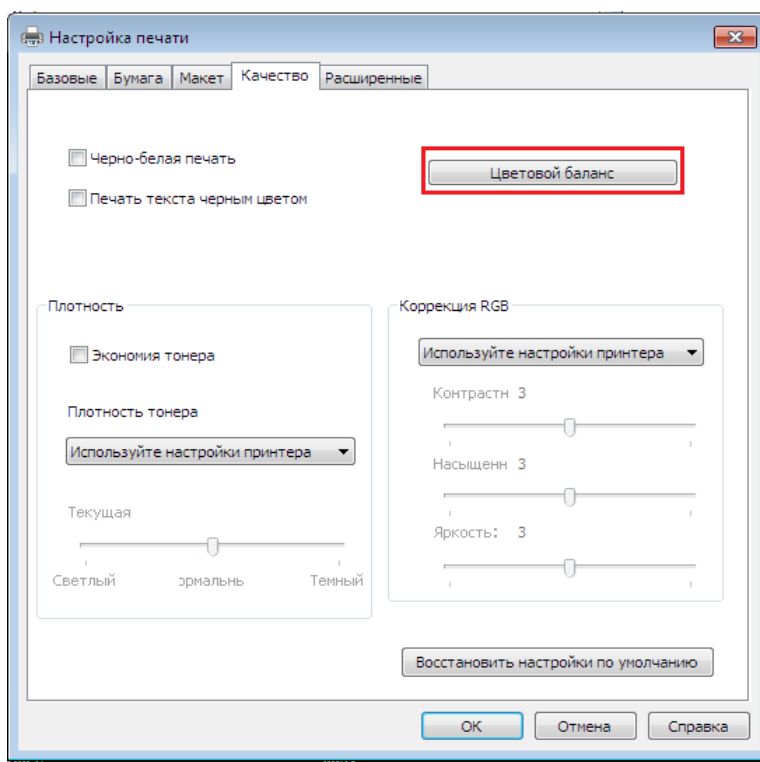 Настройка печати
Базовые Бумага Макет Качество Расширенные
Черно-белая печать
Цветовой баланс
Печать текста черным цветом
Плотность
Экономия тонера
Плотность тонера
Используйте настройки принтера
Текущая
Светлый ормальнь Темный
Коррекция RGB
Используйте настройки принтера
Контрастн 3
Насыщенн 3
Яркость: 3
Восстановить настройки по умолчанию
ОК Отмена Справка